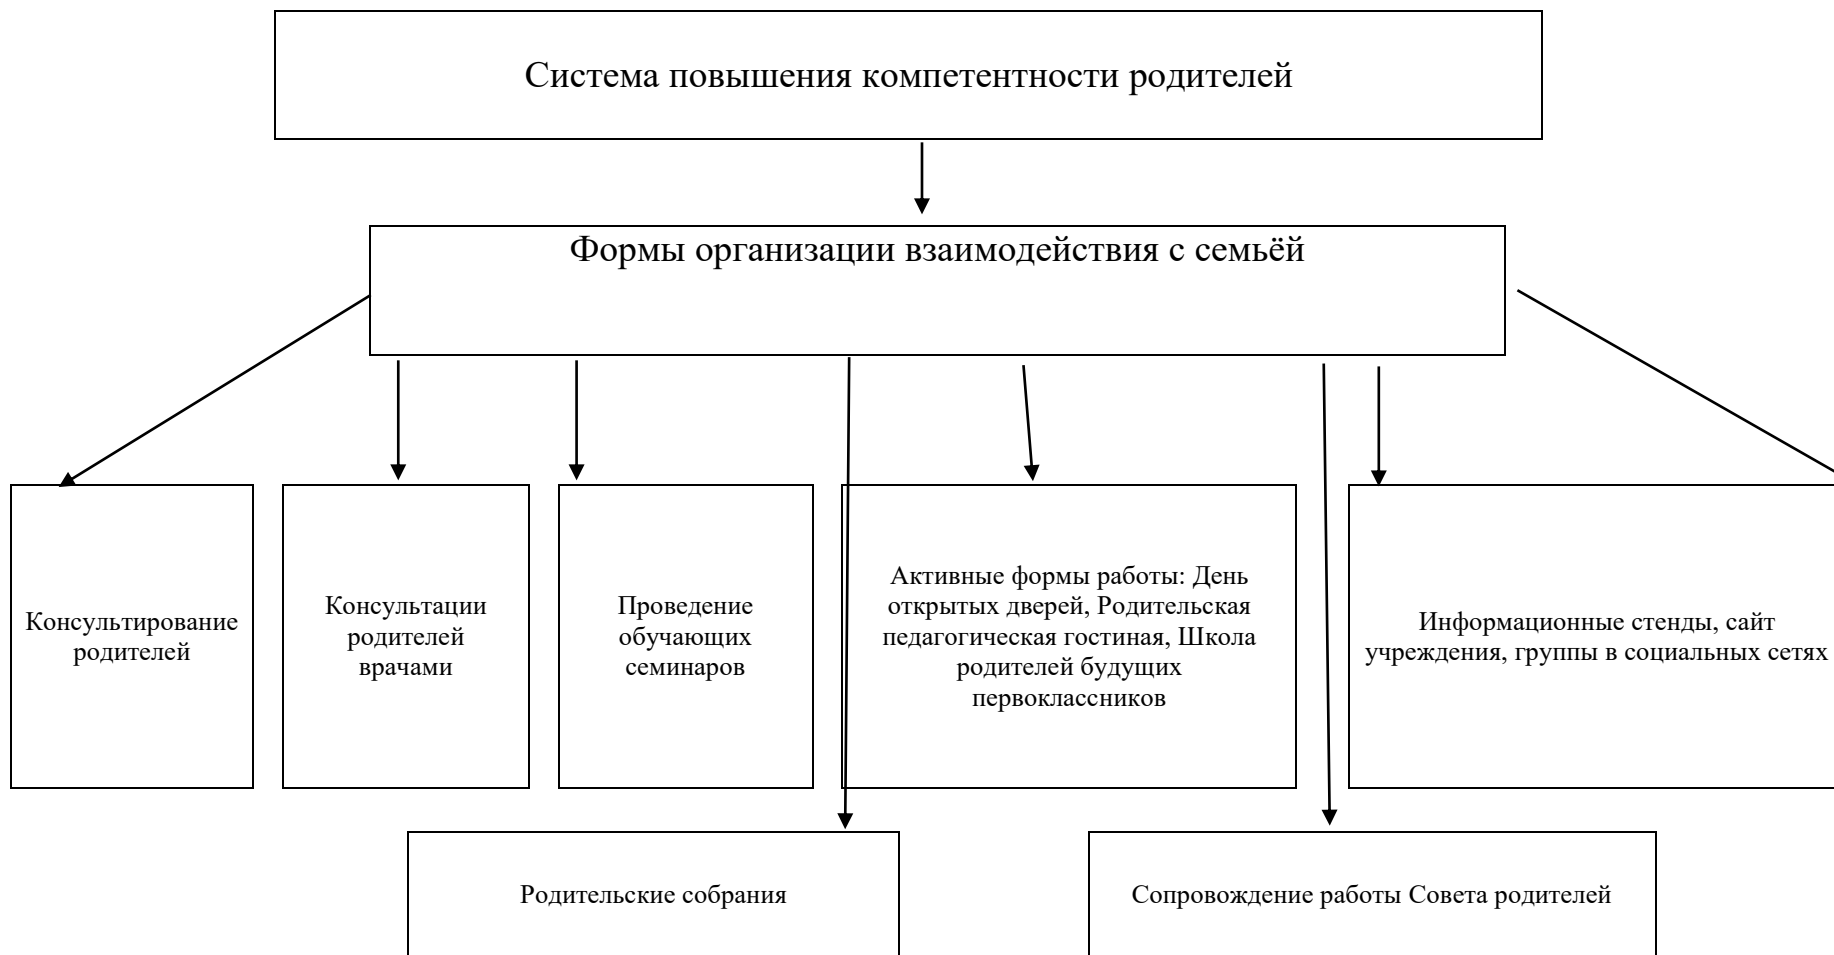 Система повышения компетентности родителей
Формы организации взаимодействия с семьёй
Консультирование
родителей
Консультации
родителей
врачами
Проведение
обучающих
семинаров
Активные формы работы: День
открытых дверей, Родительская
педагогическая гостиная, Школа
родителей будущих
первоклассников
Информационные стенды, сайт
учреждения, группы в социальных сетях
Родительские собрания
Сопровождение работы Совета родителей